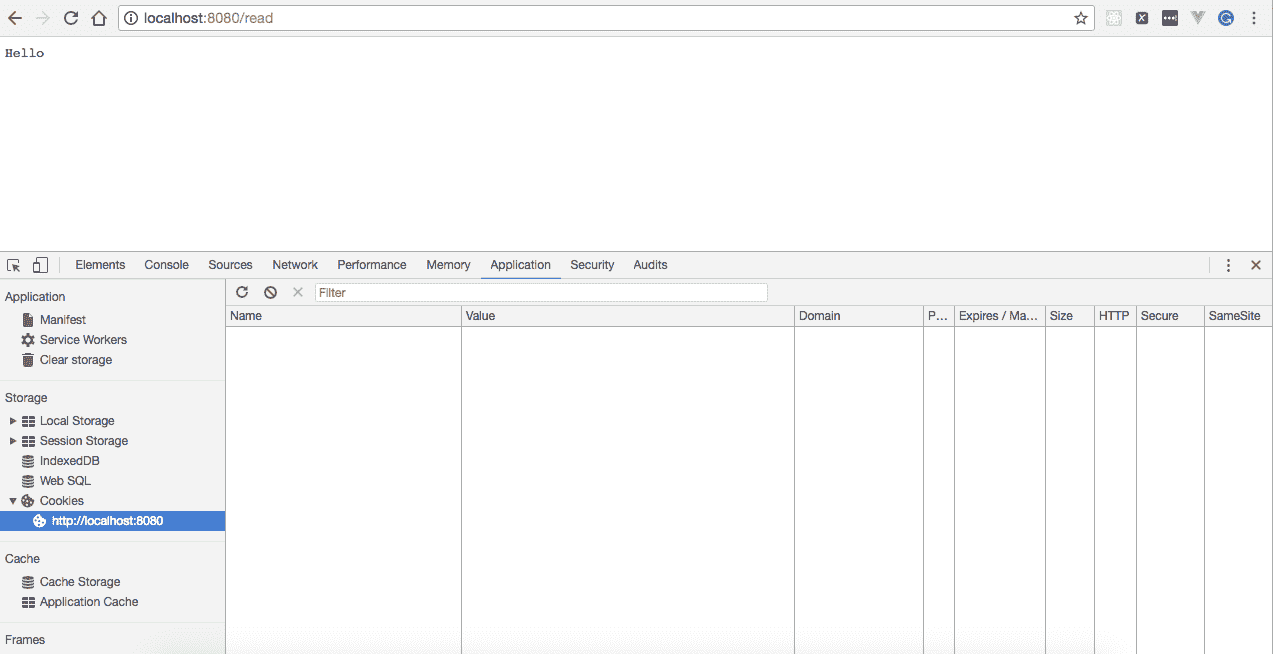 localhost:8080/read
Hello
Elements Console Sources Network Performance Memory Application Security Audits
Application
Manifest
Service Workers
Clear storage
Storage
Local Storage
Session Storage
IndexedDB
Web SQL
Cookies
http://localhost:8080
Cache
Cache Storage
Application Cache
Frames
Filter
Name Value Domain P... Expires / Ma... Size HTTP Secure SameSite